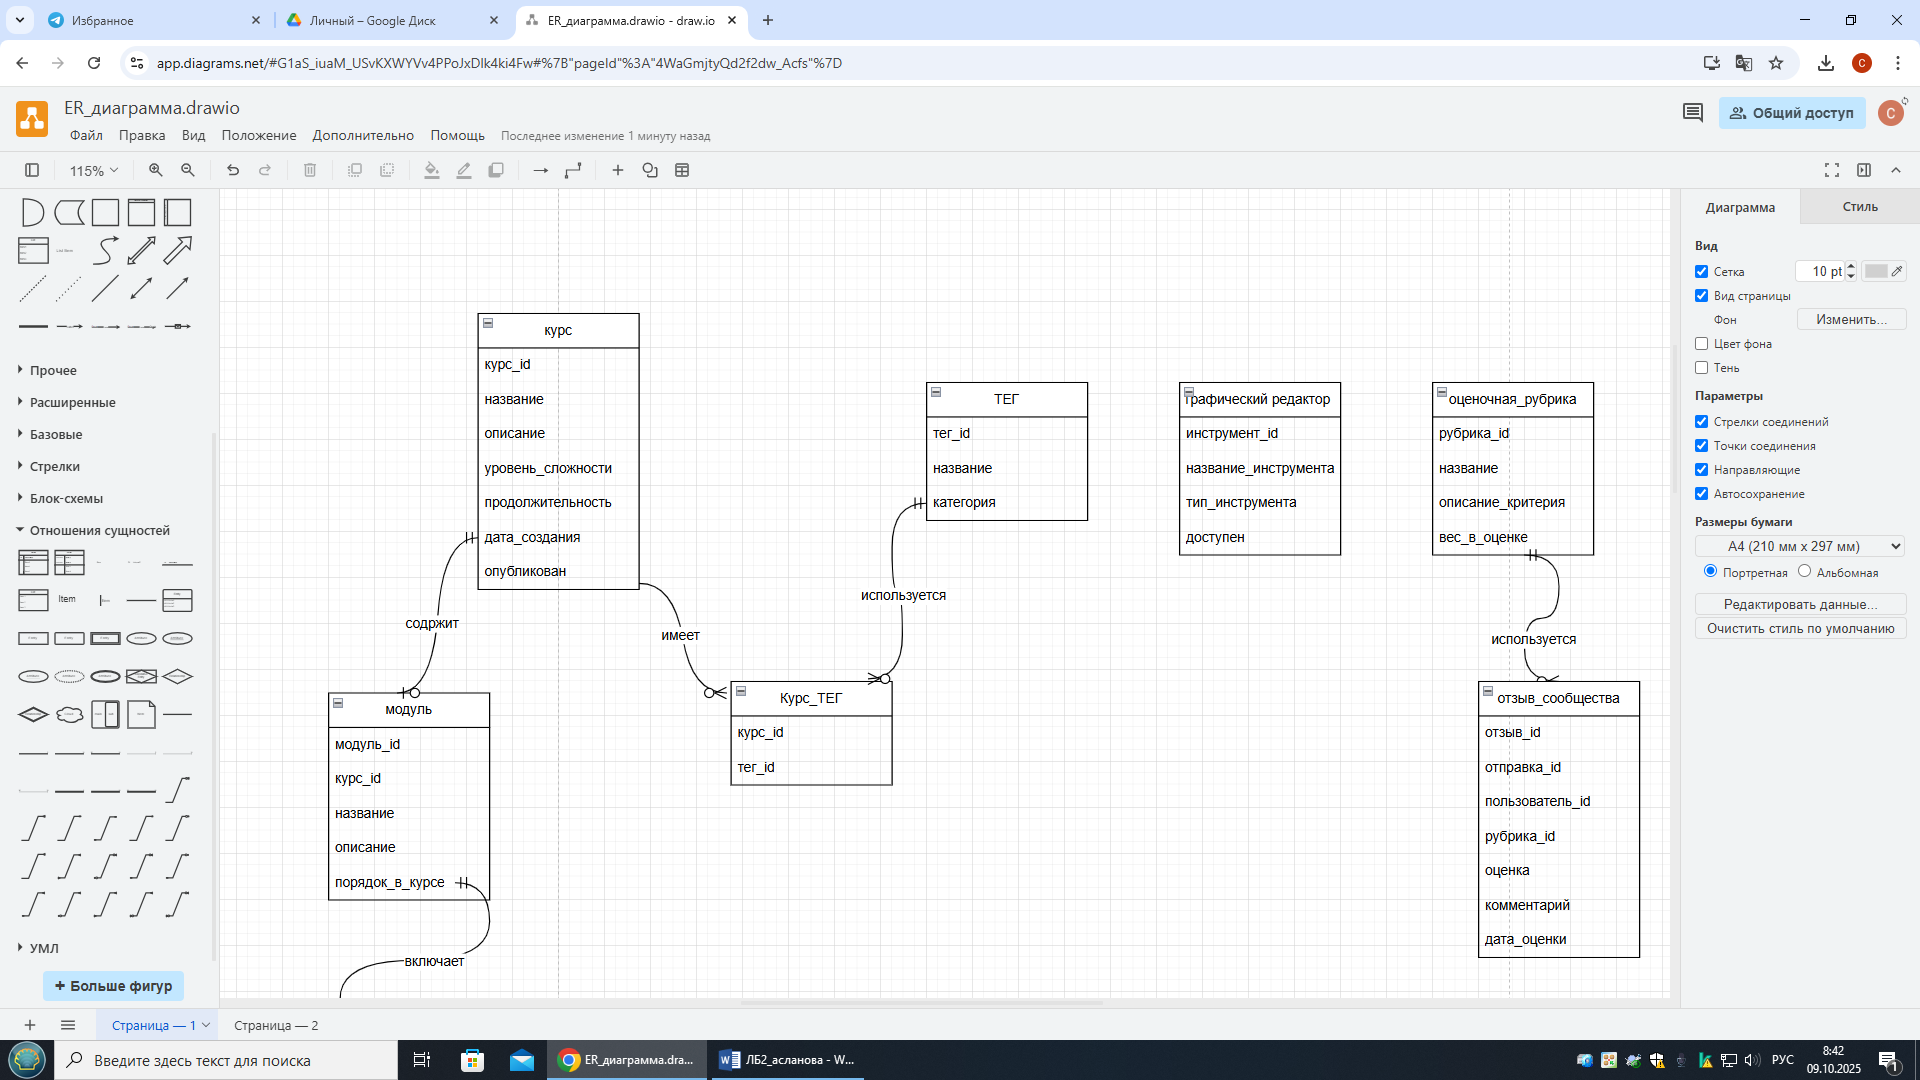 Избранное
Личный – Google Диск
ER_диаграмма.drawio - draw.io
app.diagrams.net/#G1aS_iuaM_USvKXWYVv4PPoJxDlk4ki4Fw#%7B"pageId"%3A"4WaGmjtyQd2f2dw_Acfs"%7D
С
ER_диаграмма.drawio
Файл Правка Вид Положение Дополнительно Помощь Последнее изменение 1 минуту назад
Общий доступ
С
115%
Прочее
Расширенные
Базовые
Стрелки
Блок-схемы
Отношения сущностей
Item
УМЛ
+ Больше фигур
курс
курс_id
название
описание
уровень_сложности
продолжительность
дата_создания
опубликован
содржит
имеет
модуль
модуль_id
курс_id
название
описание
порядок_в_курсе
включает
Курс_ТЕГ
курс_id
тег_id
используется
ТЕГ
тег_id
название
категория
графический редактор
инструмент_id
название_инструмента
тип_инструмента
доступен
оценочная_рубрика
рубрика_id
название
описание_критерия
вес_в_оценке
используется
отзыв_сообщества
отзыв_id
отправка_id
пользователь_id
рубрика_id
оценка
комментарий
дата_оценки
Диаграмма Стиль
Вид
Сетка 10 pt
Вид страницы
Фон Изменить...
Цвет фона
Тень
Параметры
Стрелки соединений
Точки соединения
Направляющие
Автосохранение
Размеры бумаги
A4 (210 мм x 297 мм)
Портретная Альбомная
Редактировать данные...
Очистить стиль по умолчанию
Страница — 1 Страница — 2
Введите здесь текст для поиска
ER_диаграмма.dra...
ЛБ2_асланова - W...
РУС
8:42
09.10.2025
1